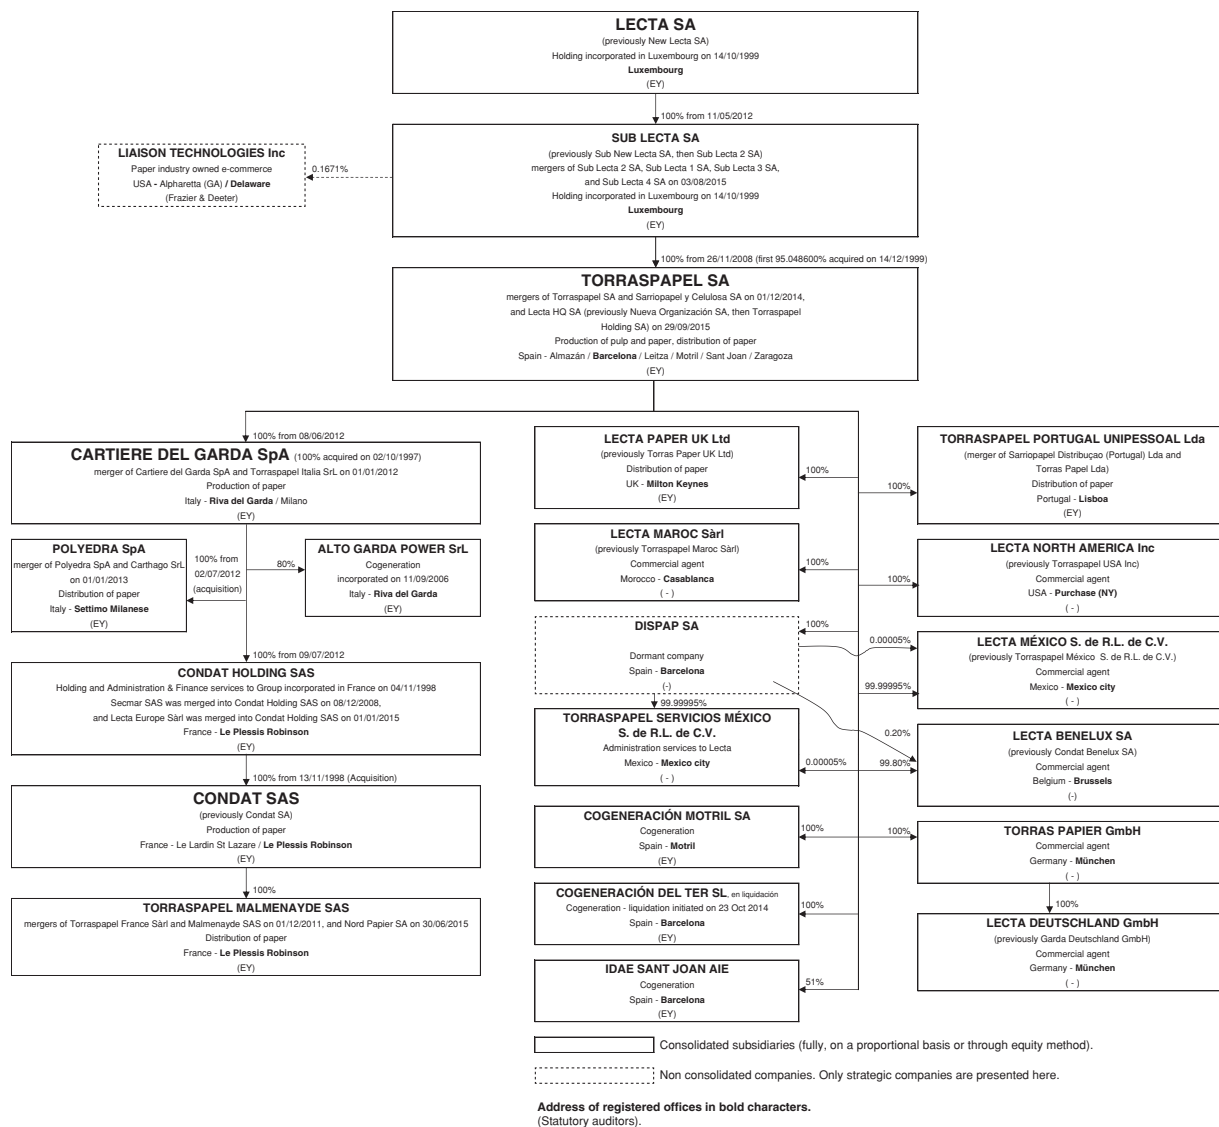 LECTA SA
(previously New Lecta SA)
Holding incorporated in Luxembourg on 14/10/1999
Luxembourg
(EY)
100% from 11/05/2012
SUB LECTA SA
(previously Sub New Lecta SA, then Sub Lecta 2 SA)
mergers of Sub Lecta 2 SA, Sub Lecta 1 SA, Sub Lecta 3 SA,
and Sub Lecta 4 SA on 03/08/2015
Holding incorporated in Luxembourg on 14/10/1999
Luxembourg
(EY)
LIAISON TECHNOLOGIES Inc
Paper industry owned e-commerce
USA - Alpharetta (GA) / Delaware
(Frazier & Deeter)
0.1671%
100% from 26/11/2008 (first 95.048600% acquired on 14/12/1999)
TORRASPAPEL SA
mergers of Torraspapel SA and Sarriopapel y Celulosa SA on 01/12/2014,
and Lecta HQ SA (previously Nueva Organización SA, then Torraspapel
Holding SA) on 29/09/2015
Production of pulp and paper, distribution of paper
Spain - Almazán / Barcelona / Leitza / Motril / Sant Joan / Zaragoza
(EY)
100% from 08/06/2012
CARTIERE DEL GARDA SpA (100% acquired on 02/10/1997)
merger of Cartiere del Garda SpA and Torraspapel Italia SrL on 01/01/2012
Production of paper
Italy - Riva del Garda / Milano
(EY)
POLYEDRA SpA
merger of Polyedra SpA and Carthago SrL
on 01/01/2013
Distribution of paper
Italy - Settimo Milanese
(EY)
100% from
02/07/2012
(acquisition)
80%
ALTO GARDA POWER SrL
Cogeneration
incorporated on 11/09/2006
Italy - Riva del Garda
(EY)
100% from 09/07/2012
CONDAT HOLDING SAS
Holding and Administration & Finance services to Group incorporated in France on 04/11/1998
Secmar SAS was merged into Condat Holding SAS on 08/12/2008,
and Lecta Europe Sàrl was merged into Condat Holding SAS on 01/01/2015
France - Le Plessis Robinson
(EY)
100% from 13/11/1998 (Acquisition)
CONDAT SAS
(previously Condat SA)
Production of paper
France - Le Lardin St Lazare / Le Plessis Robinson
(EY)
100%
TORRASPAPEL MALMENAYDE SAS
mergers of Torraspapel France Sàrl and Malmenayde SAS on 01/12/2011, and Nord Papier SA on 30/06/2015
Distribution of paper
France - Le Plessis Robinson
(EY)
LECTA PAPER UK Ltd
(previously Torras Paper UK Ltd)
Distribution of paper
UK - Milton Keynes
(EY)
100%
LECTA MAROC Sàrl
(previously Torraspapel Maroc Sàrl)
Commercial agent
Morocco - Casablanca
( - )
100%
DISPAP SA
Dormant company
Spain - Barcelona
(-)
100%
99.99995%
TORRASPAPEL SERVICIOS MÉXICO
S. de R.L. de C.V.
Administration services to Lecta
Mexico - Mexico city
( - )
0.00005%
COGENERACIÓN MOTRIL SA
Cogeneration
Spain - Motril
(EY)
100%
COGENERACIÓN DEL TER SL, en liquidación
Cogeneration - liquidation initiated on 23 Oct 2014
Spain - Barcelona
(EY)
100%
IDAE SANT JOAN AIE
Cogeneration
Spain - Barcelona
(EY)
51%
TORRASPAPEL PORTUGAL UNIPESSOAL Lda
(merger of Sarriopapel Distribuçao (Portugal) Lda and
Torras Papel Lda)
Distribution of paper
Portugal - Lisboa
(EY)
100%
LECTA NORTH AMERICA Inc
(previously Torraspapel USA Inc)
Commercial agent
USA - Purchase (NY)
( - )
100%
0.00005%
LECTA MÉXICO S. de R.L. de C.V.
(previously Torraspapel México S. de R.L. de C.V.)
Commercial agent
Mexico - Mexico city
( - )
99.99995%
0.20%
LECTA BENELUX SA
(previously Condat Benelux SA)
Commercial agent
Belgium - Brussels
(-)
99.80%
TORRAS PAPIER GmbH
Commercial agent
Germany - München
( - )
100%
100%
LECTA DEUTSCHLAND GmbH
(previously Garda Deutschland GmbH)
Commercial agent
Germany - München
( - )
Consolidated subsidiaries (fully, on a proportional basis or through equity method).
Non consolidated companies. Only strategic companies are presented here.
Address of registered offices in bold characters.
(Statutory auditors).